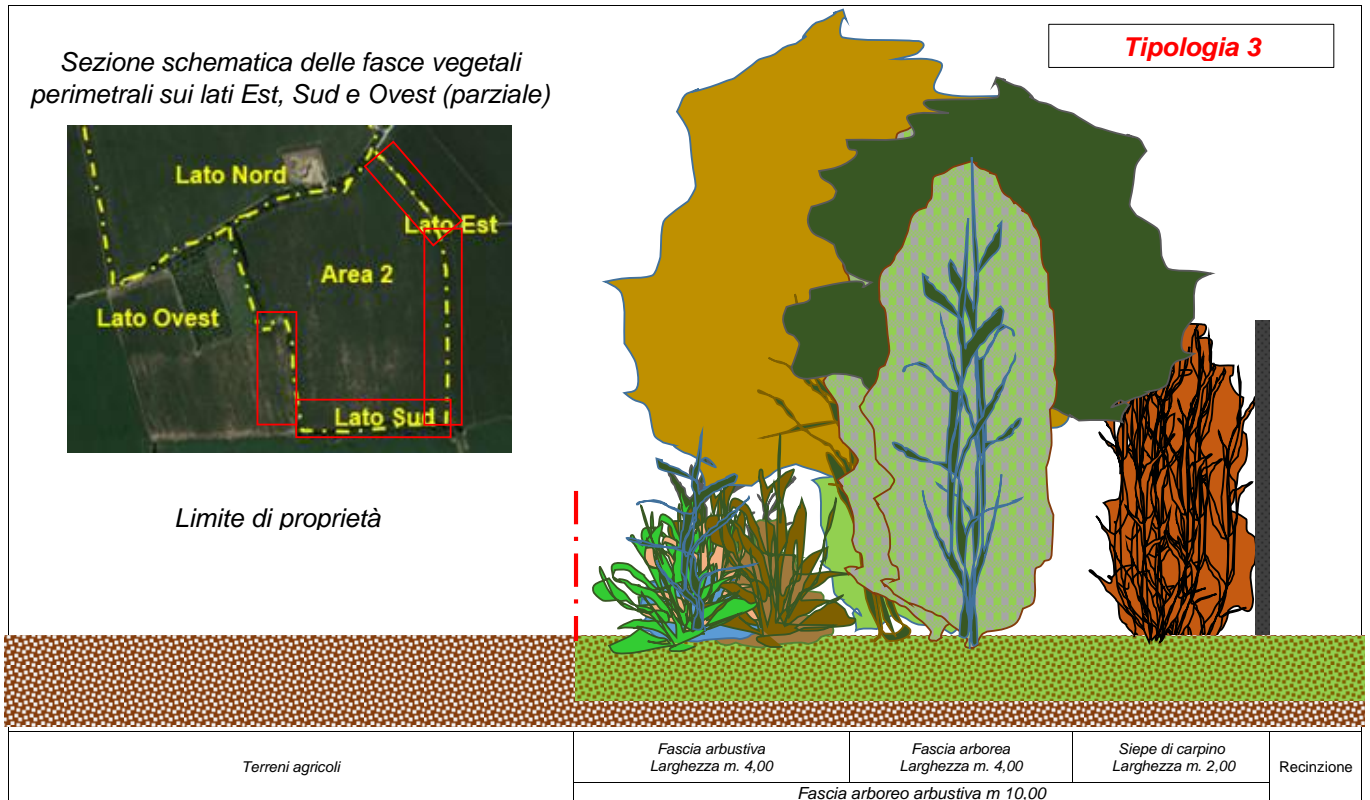 Tipologia 3
Sezione schematica delle fasce vegetali
perimetrali sui lati Est, Sud e Ovest (parziale)
Lato Nord
Lato Est
Area 2
Lato Ovest
Lato Sud
Limite di proprietà
Terreni agricoli
Fascia arbustiva
Larghezza m. 4,00
Fascia arborea
Larghezza m. 4,00
Siepe di carpino
Larghezza m. 2,00
Recinzione
Fascia arboreo arbustiva m 10,00